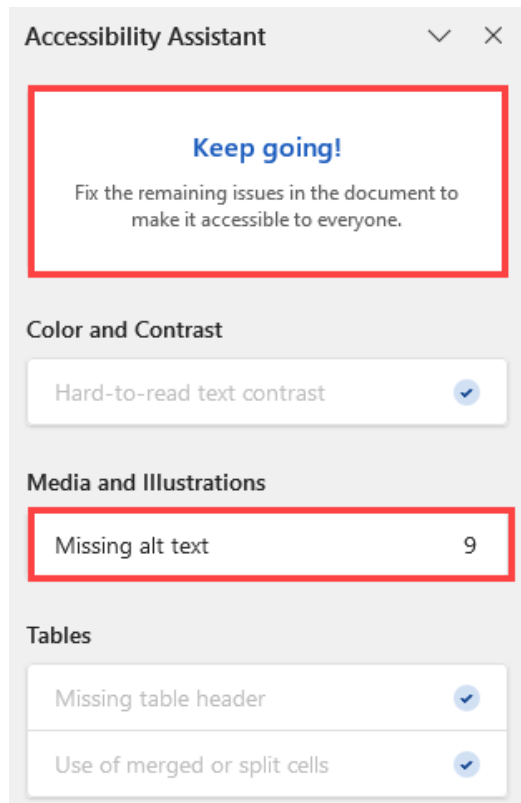 Accessibility Assistant
Keep going!
Fix the remaining issues in the document to
make it accessible to everyone.
Color and Contrast
Hard-to-read text contrast
Media and Illustrations
Missing alt text 9
Tables
Missing table header
Use of merged or split cells